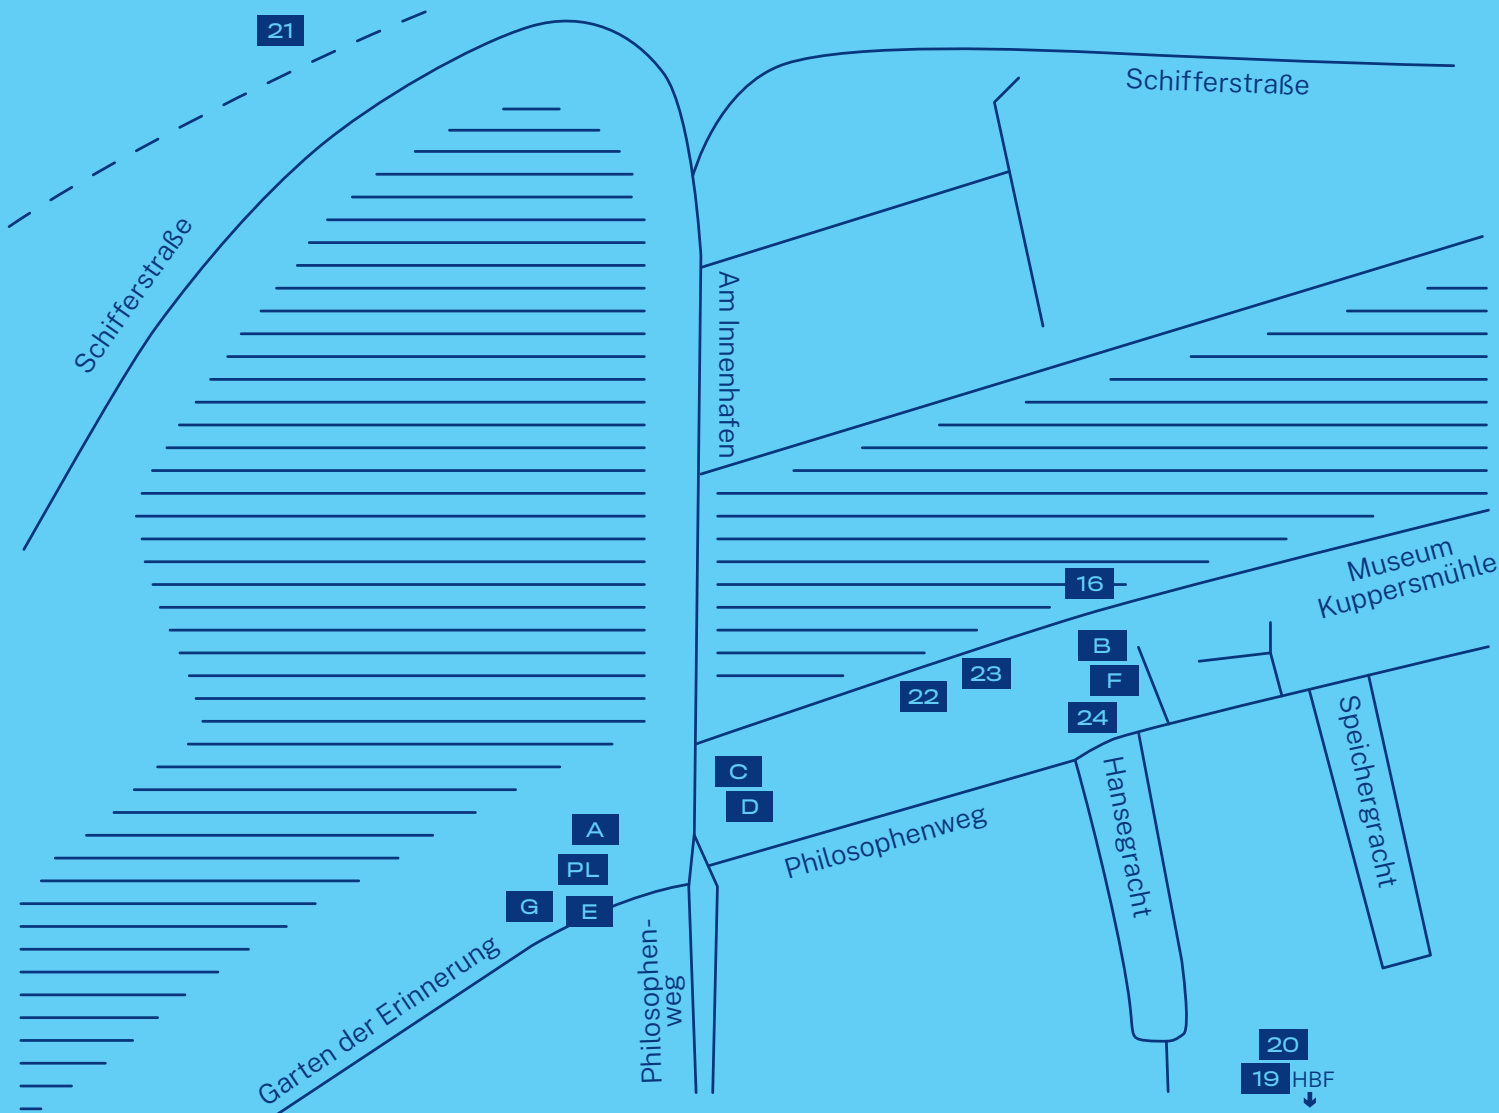 21
Schifferstraße
Schifferstraße
Am Innenhafen
Museum
Kuppersmühle
16
B
23
F
22
24
Speichergracht
C
Hansegracht
D
Philosophenweg
A
PL
G
E
Garten der Erinnerung
Philosophen-
weg
20
19 HBF